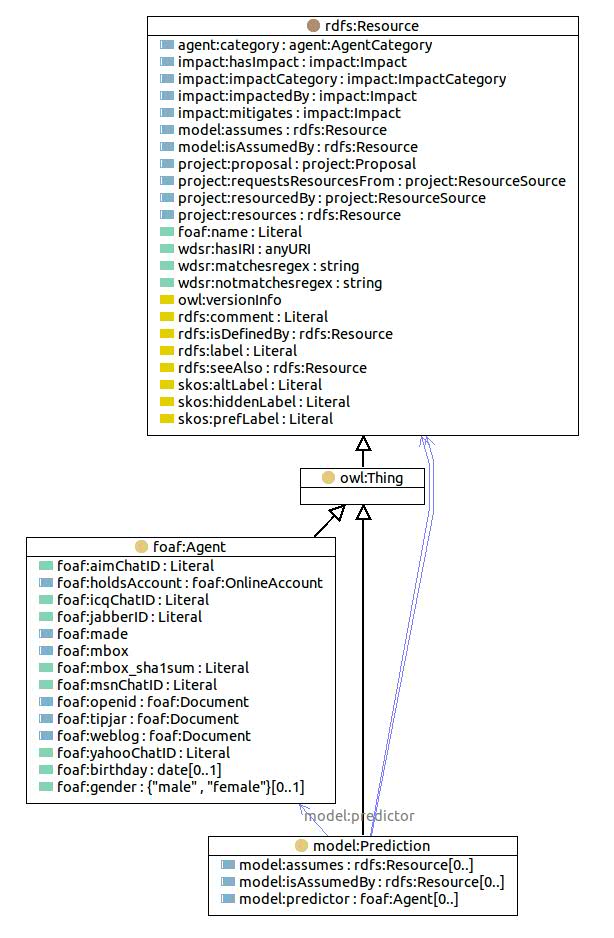 rdfs:Resource
agent:category : agent:AgentCategory
impact:hasImpact : impact:Impact
impact:impactCategory : impact:ImpactCategory
impact:impactedBy : impact:Impact
impact:mitigates : impact:Impact
model:assumes : rdfs:Resource
model:isAssumedBy : rdfs:Resource
project:proposal : project:Proposal
project:requestsResourcesFrom : project:ResourceSource
project:resourcedBy : project:ResourceSource
project:resources : rdfs:Resource
foaf:name : Literal
wdsr:hasIRI : anyURI
wdsr:matchesregex : string
wdsr:notmatchesregex : string
owl:versionInfo
rdfs:comment : Literal
rdfs:isDefinedBy : rdfs:Resource
rdfs:label : Literal
rdfs:seeAlso : rdfs:Resource
skos:altLabel : Literal
skos:hiddenLabel : Literal
skos:prefLabel : Literal
owl:Thing
foaf:Agent
foaf:aimChatID : Literal
foaf:holdsAccount : foaf:OnlineAccount
foaf:icqChatID : Literal
foaf:jabberID : Literal
foaf:made
foaf:mbox
foaf:mbox_sha1sum : Literal
foaf:msnChatID : Literal
foaf:openid : foaf:Document
foaf:tipjar : foaf:Document
foaf:weblog : foaf:Document
foaf:yahooChatID : Literal
foaf:birthday : date[0..1]
foaf:gender : {"male" , "female"}[0..1]
model:predictor
model:Prediction
model:assumes : rdfs:Resource[0..]
model:isAssumedBy : rdfs:Resource[0..]
model:predictor : foaf:Agent[0..]